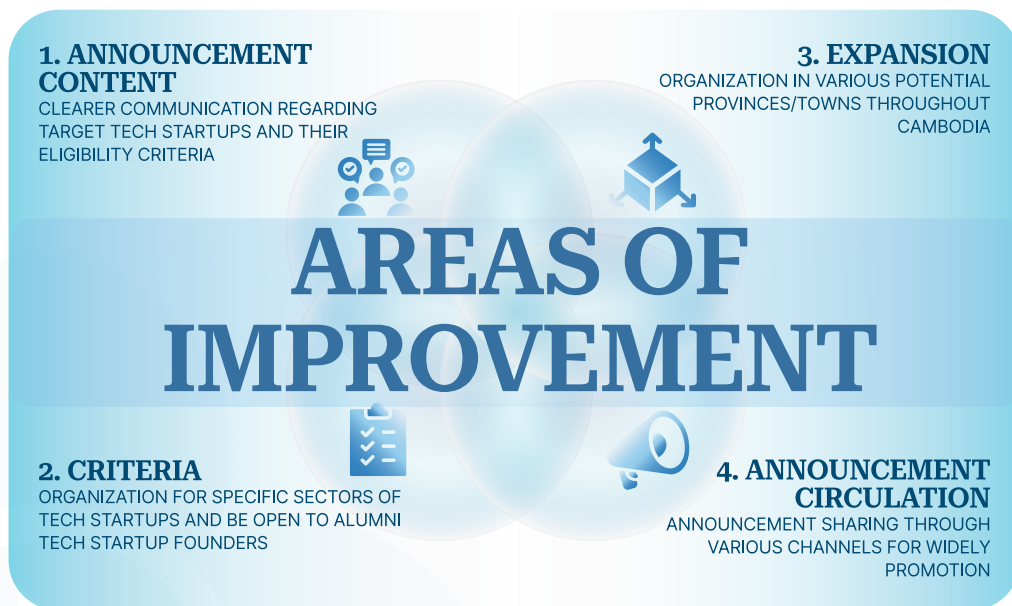 1. ANNOUNCEMENT
CONTENT
CLEARER COMMUNICATION REGARDING
TARGET TECH STARTUPS AND THEIR
ELIGIBILITY CRITERIA
3. EXPANSION
ORGANIZATION IN VARIOUS POTENTIAL
PROVINCES/TOWNS THROUGHOUT
CAMBODIA
AREAS OF
IMPROVEMENT
2. CRITERIA
ORGANIZATION FOR SPECIFIC SECTORS OF
TECH STARTUPS AND BE OPEN TO ALUMNI
TECH STARTUP FOUNDERS
4. ANNOUNCEMENT
CIRCULATION
ANNOUNCEMENT SHARING THROUGH
VARIOUS CHANNELS FOR WIDELY
PROMOTION